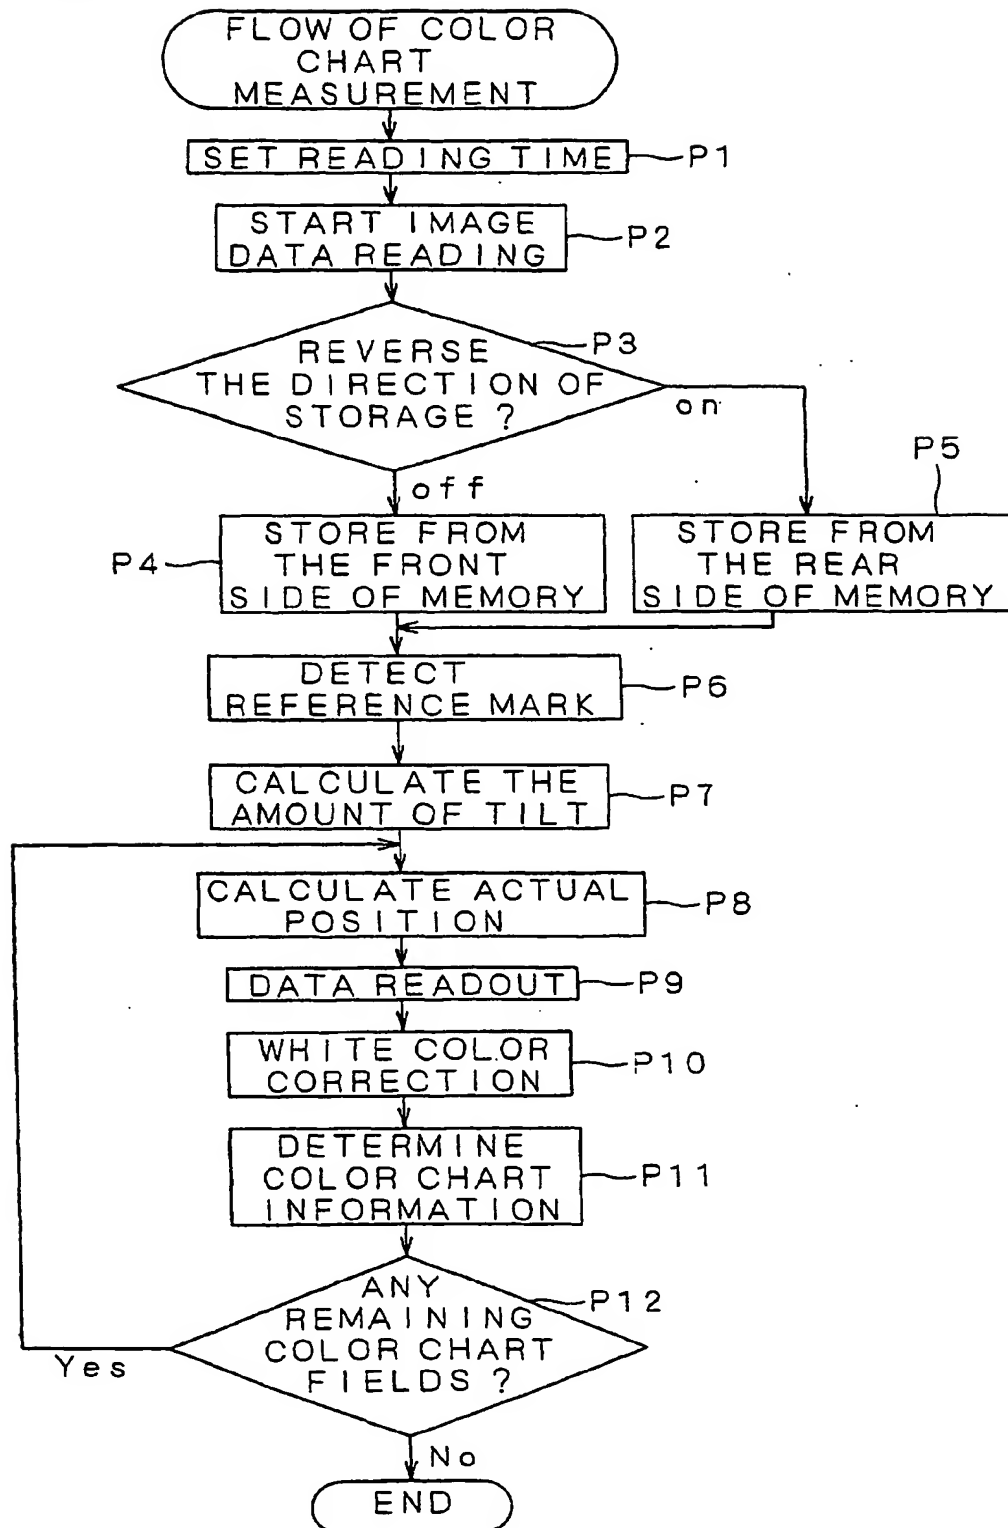 FLOW OF COLOR
CHART
MEASUREMENT
SET READING TIME
P1
START IMAGE
DATA READING
P2
REVERSE
THE DIRECTION OF
STORAGE ?
P3
on
off
P5
STORE FROM
THE FRONT
SIDE OF MEMORY
P4
STORE FROM
THE REAR
SIDE OF MEMORY
DETECT
REFERENCE MARK
P6
CALCULATE THE
AMOUNT OF TILT
P7
CALCULATE ACTUAL
POSITION
P8
DATA READOUT
P9
WHITE COLOR
CORRECTION
P10
DETERMINE
COLOR CHART
INFORMATION
P11
ANY
REMAINING
COLOR CHART
FIELDS ?
P12
Yes
No
END